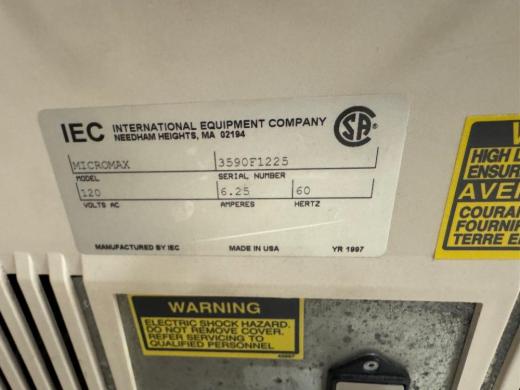 IEC INTERNATIONAL EQUIPMENT COMPANY
NEEDHAM HEIGHTS, MA 02194
SA
MICROMAX 3590F1225
MODEL SERIAL NUMBER
120 6.25 60
VOLTS AC AMPERES HERTZ
MANUFACTURED BY IEC MADE IN USA YR 1997
HIGH
ENSUR
AVE
COURAN
FOURNI
TERRE E
WARNING
ELECTRIC SHOCK HAZARD.
DO NOT REMOVE COVER.
REFER SERVICING TO
QUALIFIED PERSONNEL